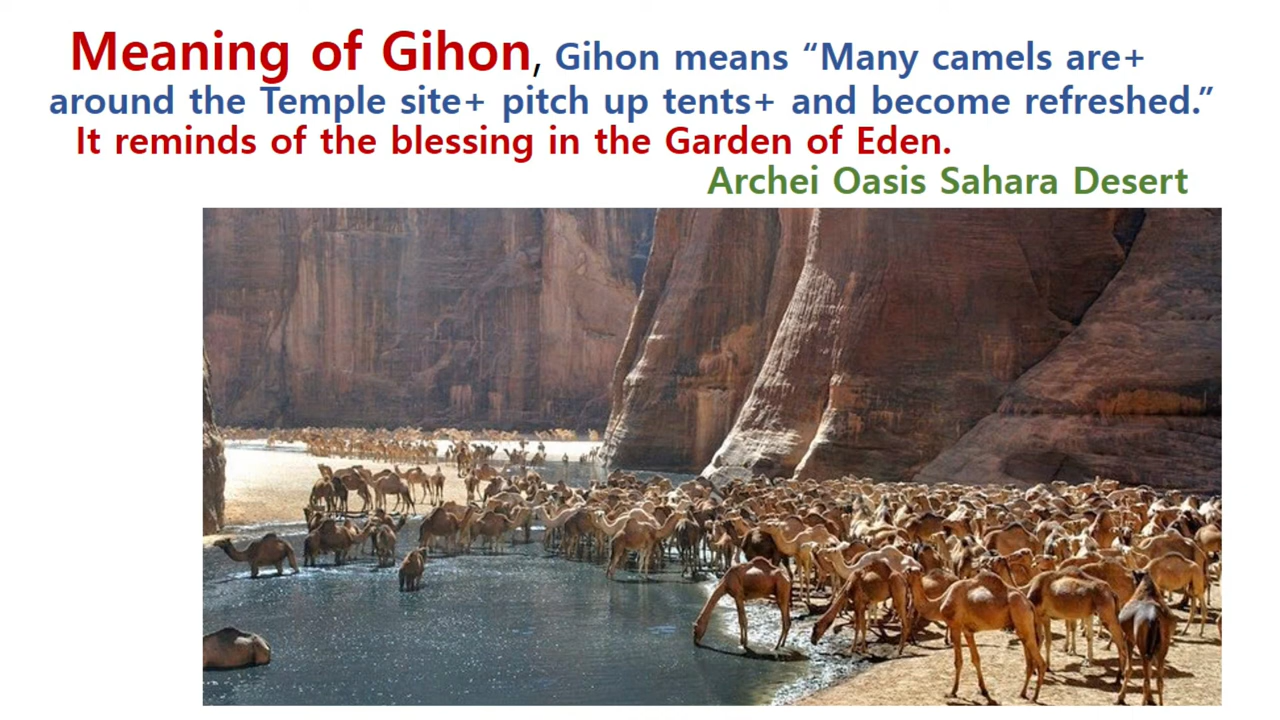 Meaning of Gihon, Gihon means “Many camels are+
around the Temple site+ pitch up tents+ and become refreshed.”
It reminds of the blessing in the Garden of Eden.
Archei Oasis Sahara Desert